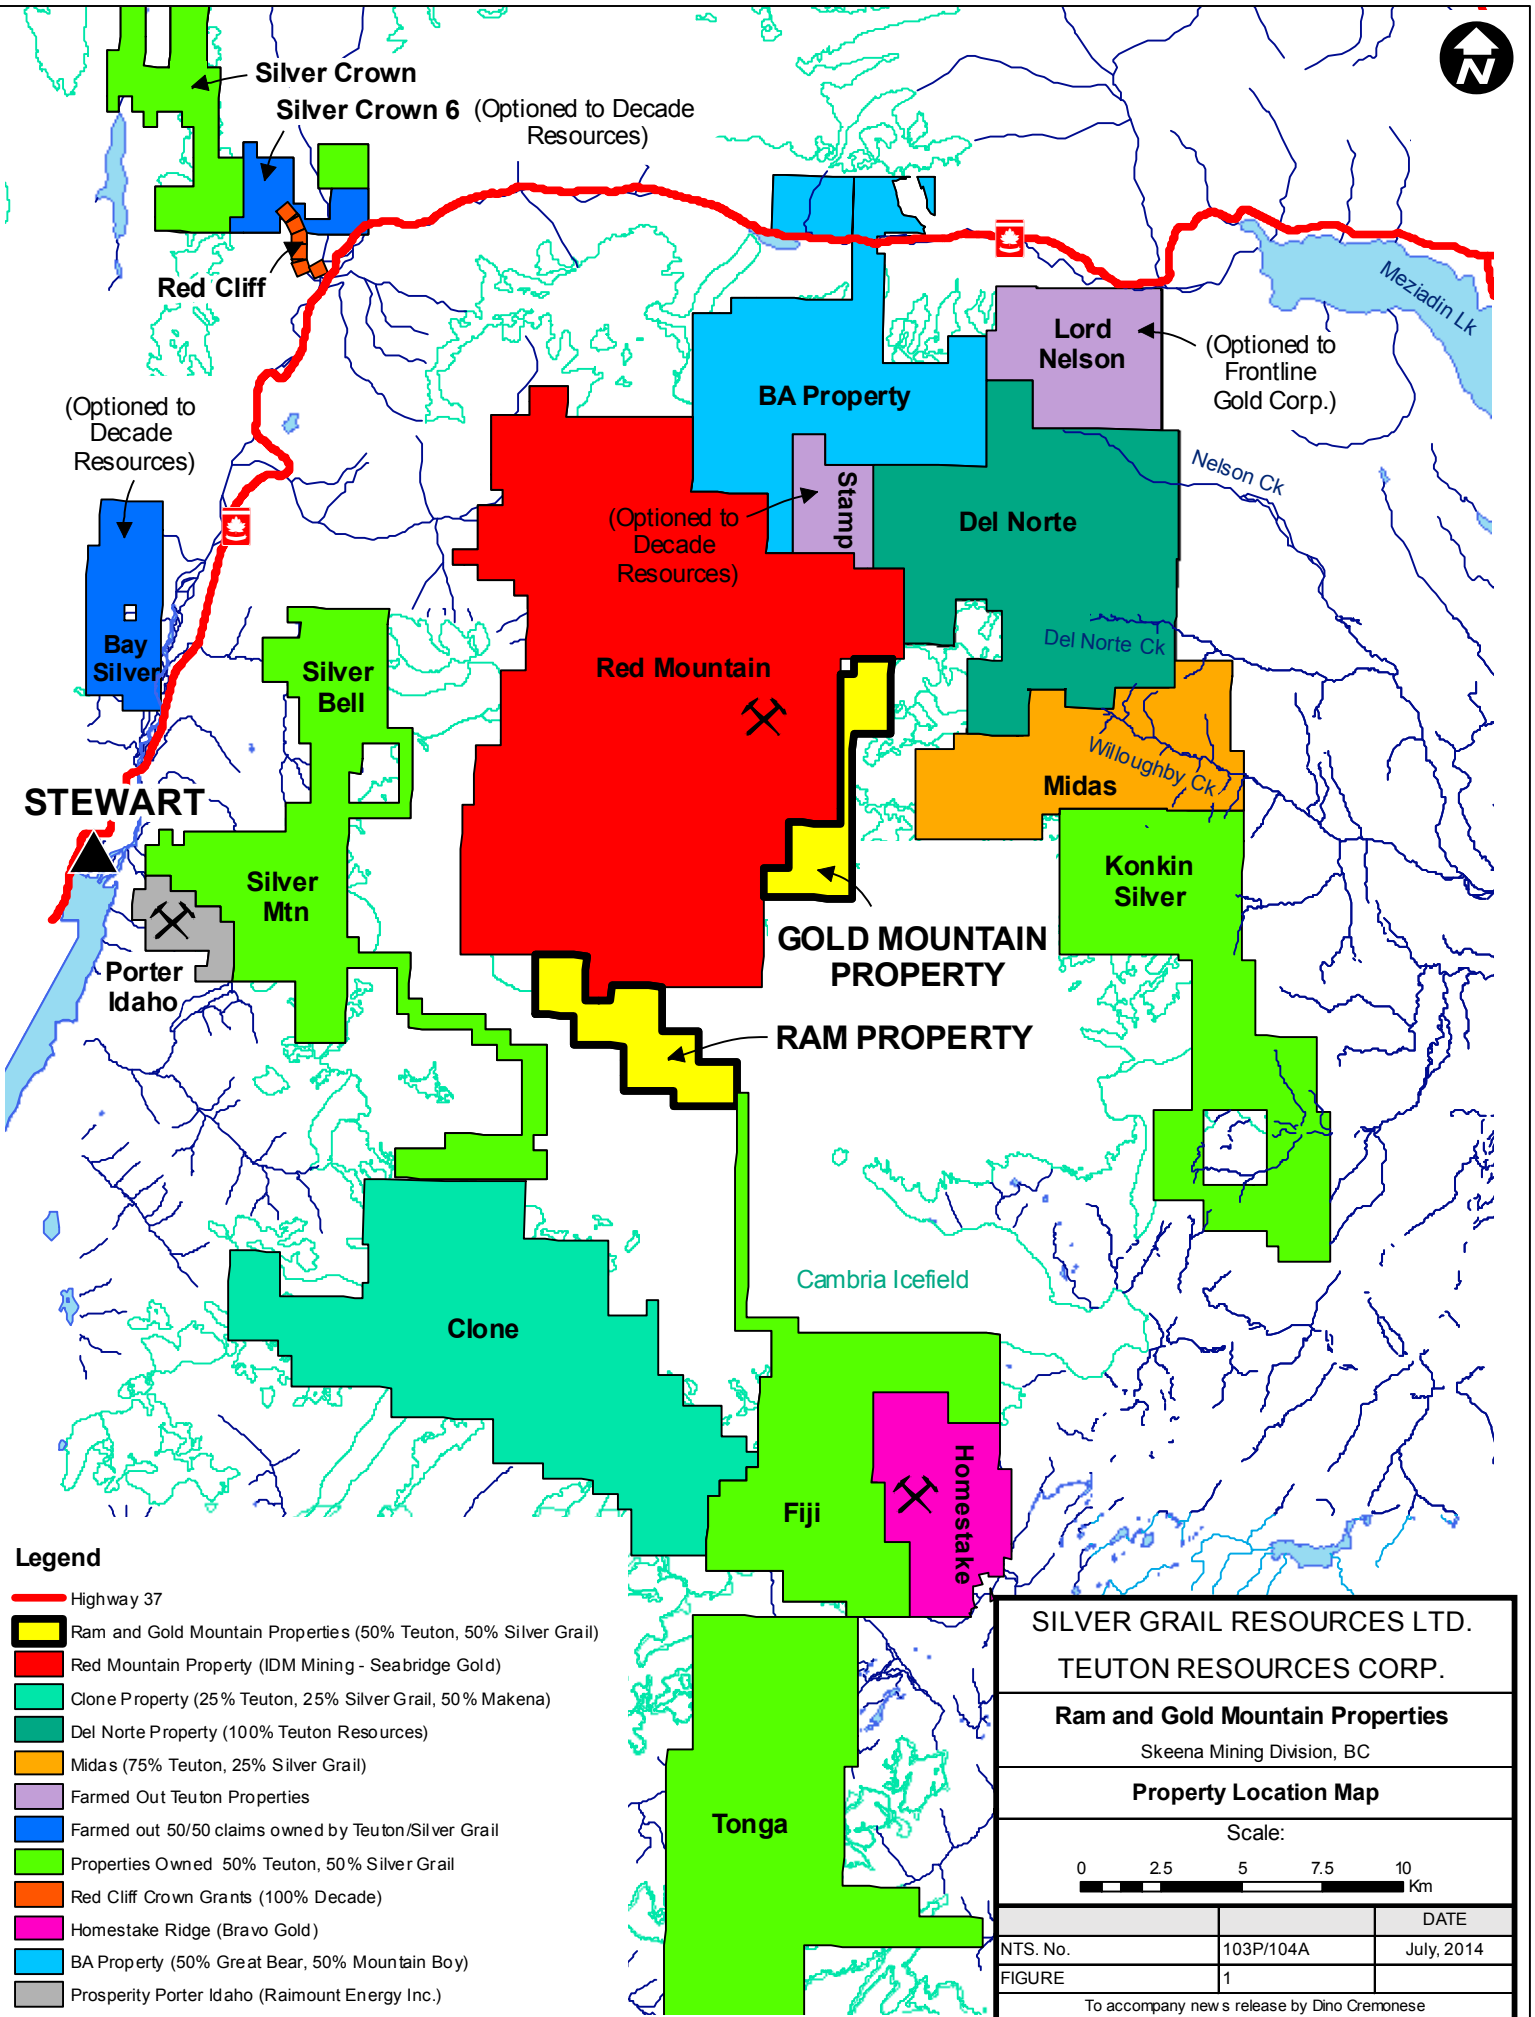 N
Silver Crown
Silver Crown 6 (Optioned to Decade
Resources)
Red Cliff
Meziadin Lk
Lord
Nelson
(Optioned to
Frontline
Gold Corp.)
BA Property
(Optioned to
Decade
Resources)
Nelson Ck
Stamp
(Optioned to
Decade
Resources)
Del Norte
Bay
Silver
Silver
Bell
Red Mountain
Del Norte Ck
Willoughby Ck
Midas
STEWART
Silver
Mtn
Konkin
Silver
GOLD MOUNTAIN
PROPERTY
Porter
Idaho
RAM PROPERTY
Cambria Icefield
Clone
Homestake
Fiji
Tonga
Legend
Highway 37
Ram and Gold Mountain Properties (50% Teuton, 50% Silver Grail)
Red Mountain Property (IDM Mining - Seabridge Gold)
Clone Property (25% Teuton, 25% Silver Grail, 50% Makena)
Del Norte Property (100% Teuton Resources)
Midas (75% Teuton, 25% Silver Grail)
Farmed Out Teuton Properties
Farmed out 50/50 claims owned by Teuton/Silver Grail
Properties Owned 50% Teuton, 50% Silver Grail
Red Cliff Crown Grants (100% Decade)
Homestake Ridge (Bravo Gold)
BA Property (50% Great Bear, 50% Mountain Boy)
Prosperity Porter Idaho (Raimount Energy Inc.)
SILVER GRAIL RESOURCES LTD.
TEUTON RESOURCES CORP.
Ram and Gold Mountain Properties
Skeena Mining Division, BC
Property Location Map
Scale:
0 2.5 5 7.5 10
Km
DATE
NTS. No. 103P/104A July, 2014
FIGURE 1
To accompany news release by Dino Cremonese